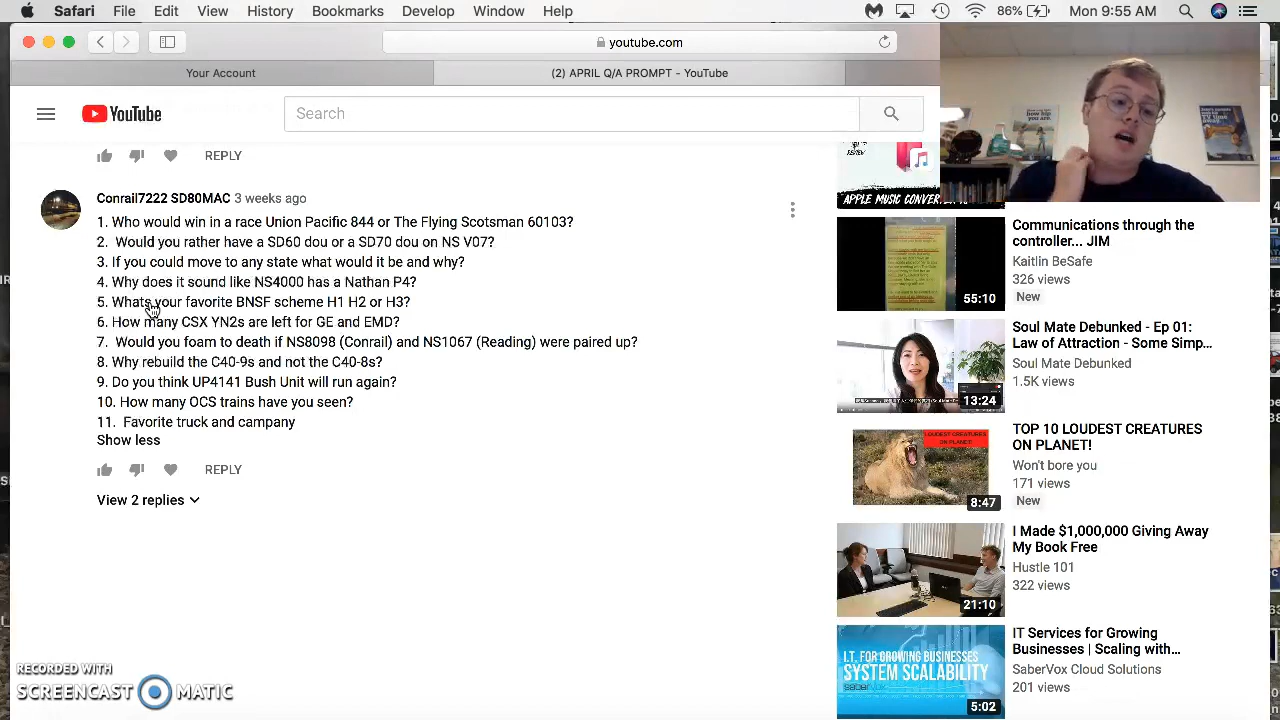 Safari File Edit View History Bookmarks Develop Window Help 86% Mon 9:55 AM
youtube.com
Your Account
(2) APRIL Q/A PROMPT - YouTube
YouTube
Search
REPLY
Conrail7222 SD80MAC 3 weeks ago
1. Who would win in a race Union Pacific 844 or The Flying Scotsman 60103?
2. Would you rather have a SD60 dou or a SD70 dou on NS V07?
3. If you could move to a state what would it be and why?
4. Why does it sound like NS4000 has a Nathan P4?
5. Whats your favorite BNSF scheme H1 H2 or H3?
6. How many CSX YN2s are left for GE and EMD?
7. Would you foam to death if NS8098 (Conrail) and NS1067 (Reading) were paired up?
8. Why rebuild the C40-9s and not the C40-8s?
9. Do you think UP4141 Bush Unit will run again?
10. How many OCS trains have you seen?
11. Favorite truck and campany
Show less
REPLY
View 2 replies
APPLE MUSIC CONVERTER
55:10
Communications through the
controller... JIM
Kaitlin BeSafe
326 views
New
13:24
Soul Mate Debunked - Ep 01:
Law of Attraction - Some Simp...
Soul Mate Debunked
1.5K views
LOUDEST CREATURES
ON PLANET!
8:47
TOP 10 LOUDEST CREATURES
ON PLANET!
Won't bore you
171 views
New
21:10
I Made $1,000,000 Giving Away
My Book Free
Hustle 101
322 views
I.T. FOR GROWING BUSINESSES
SYSTEM SCALABILITY
5:02
IT Services for Growing
Businesses | Scaling with...
SaberVox Cloud Solutions
201 views
RECORDED WITH
SCREENCAST MATIC